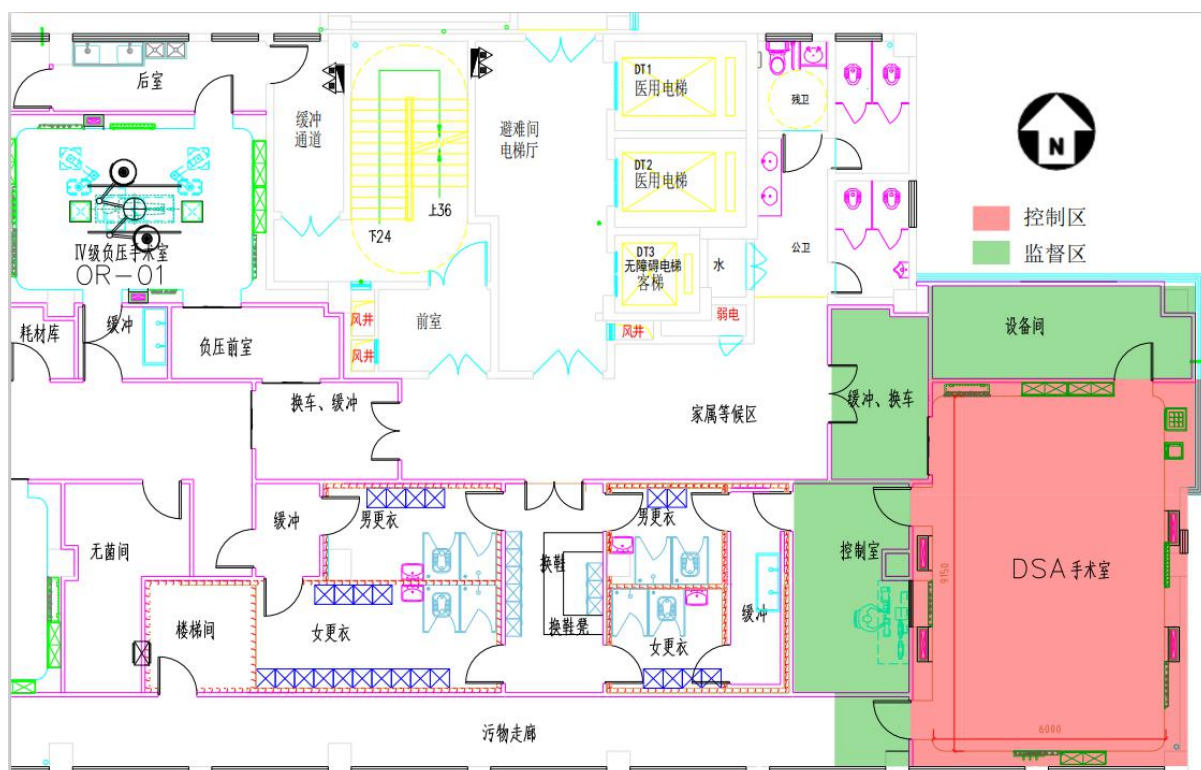 后室
缓冲
通道
避难间
电梯厅
DT1
医用电梯
残卫
DT2
医用电梯
N
控制区
监督区
上36
下24
IV级负压手术室
OR-01
DT3
无障碍电梯
客梯
水
公卫
耗材库
缓冲
负压前室
风井
风井
前室
风井
弱电
设备间
换车、缓冲
家属等候区
缓冲、换车
无菌间
缓冲
男更衣
换鞋
男更衣
控制室
DSA手术室
9150
楼梯间
女更衣
换鞋凳
女更衣
缓冲
污物走廊
6000